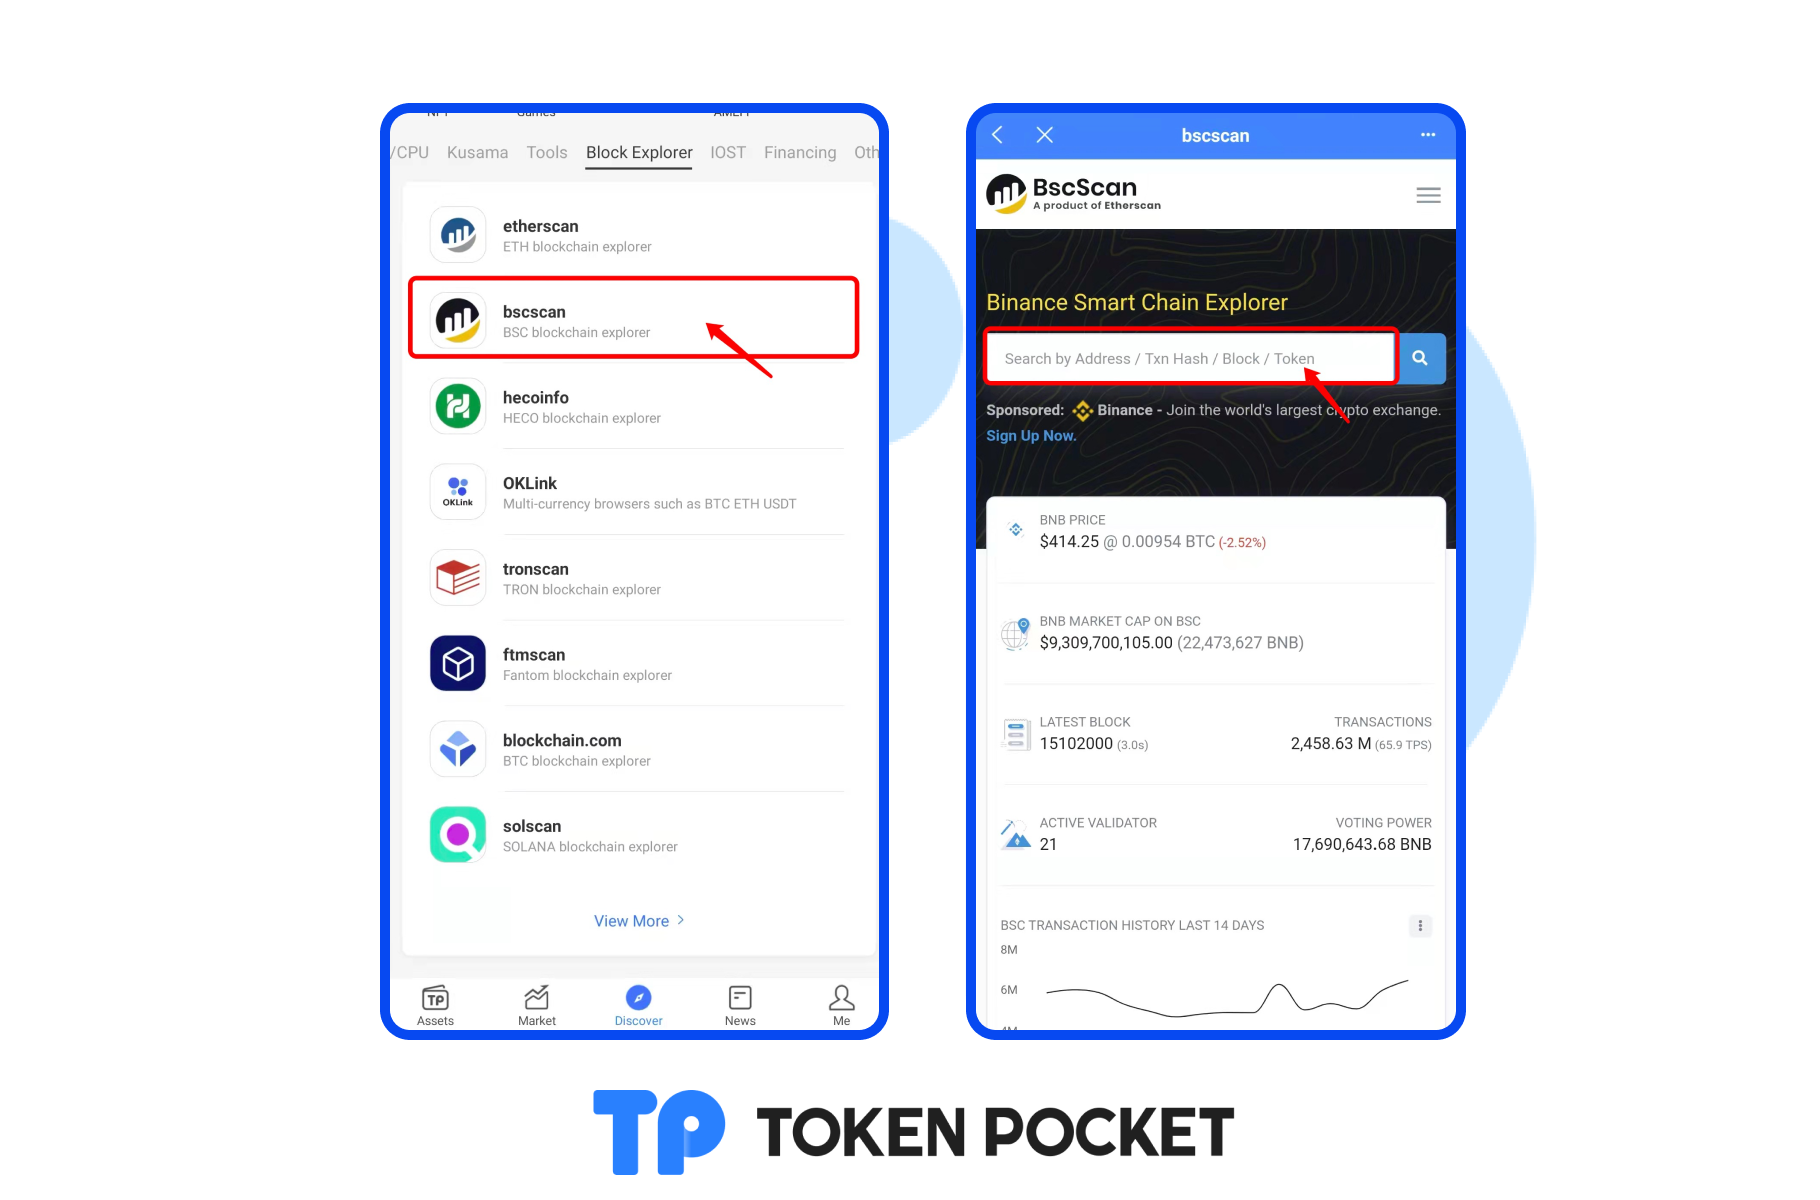 /CPU Kusama Tools Block Explorer IOST Financing Oth
etherscan
ETH blockchain explorer
bscscan
BSC blockchain explorer
hecoinfo
HECO blockchain explorer
OKLink
OKLink
Multi-currency browsers such as BTC ETH USDT
tronscan
TRON blockchain explorer
ftmscan
Fantom blockchain explorer
blockchain.com
BTC blockchain explorer
solscan
SOLANA blockchain explorer
View More
TP
Assets Market Discover News Me
bscscan
BscScan
A product of Etherscan
Binance Smart Chain Explorer
Search by Address / Txn Hash / Block / Token
Sponsored: Binance - Join the world's largest crypto exchange.
Sign Up Now.
BNB PRICE
$414.25 @ 0.00954 BTC (-2.52%)
BNB MARKET CAP ON BSC
$9,309,700,105.00 (22,473,627 BNB)
LATEST BLOCK TRANSACTIONS
15102000 (3.0s) 2,458.63 M (65.9 TPS)
ACTIVE VALIDATOR VOTING POWER
21 17,690,643.68 BNB
BSC TRANSACTION HISTORY LAST 14 DAYS
8M
6M
TP TOKEN POCKET